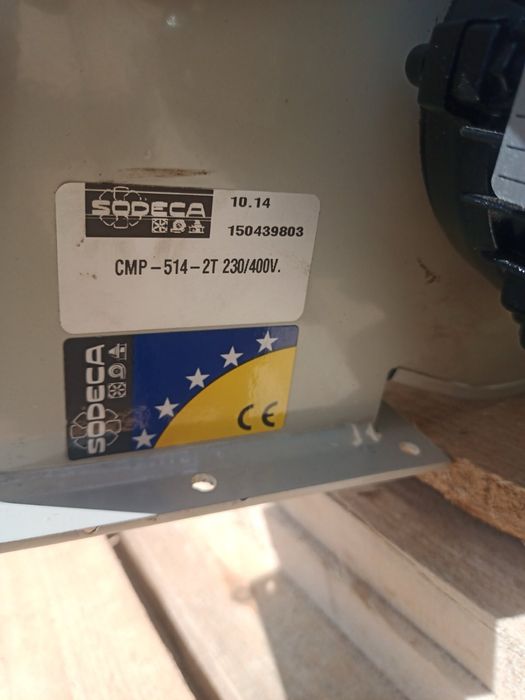 SODECA
10.14
150439803
CMP-514-2T 230/400V.
SODECA
CE